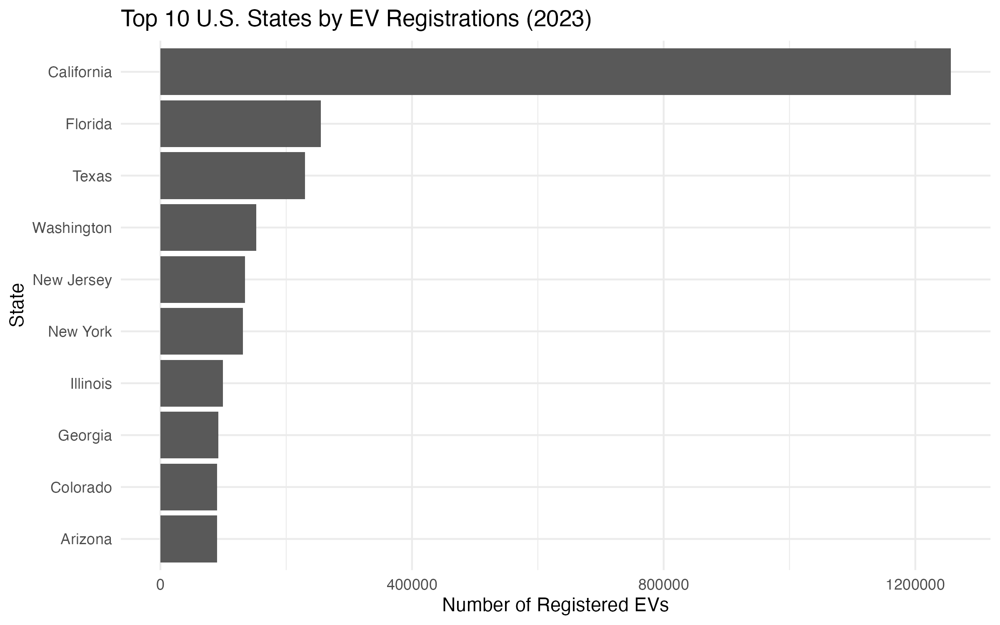 Top 10 U.S. States by EV Registrations (2023)
California
Florida
Texas
Washington
New Jersey
New York
Illinois
Georgia
Colorado
Arizona
State
0
400000
800000
1200000
Number of Registered EVs